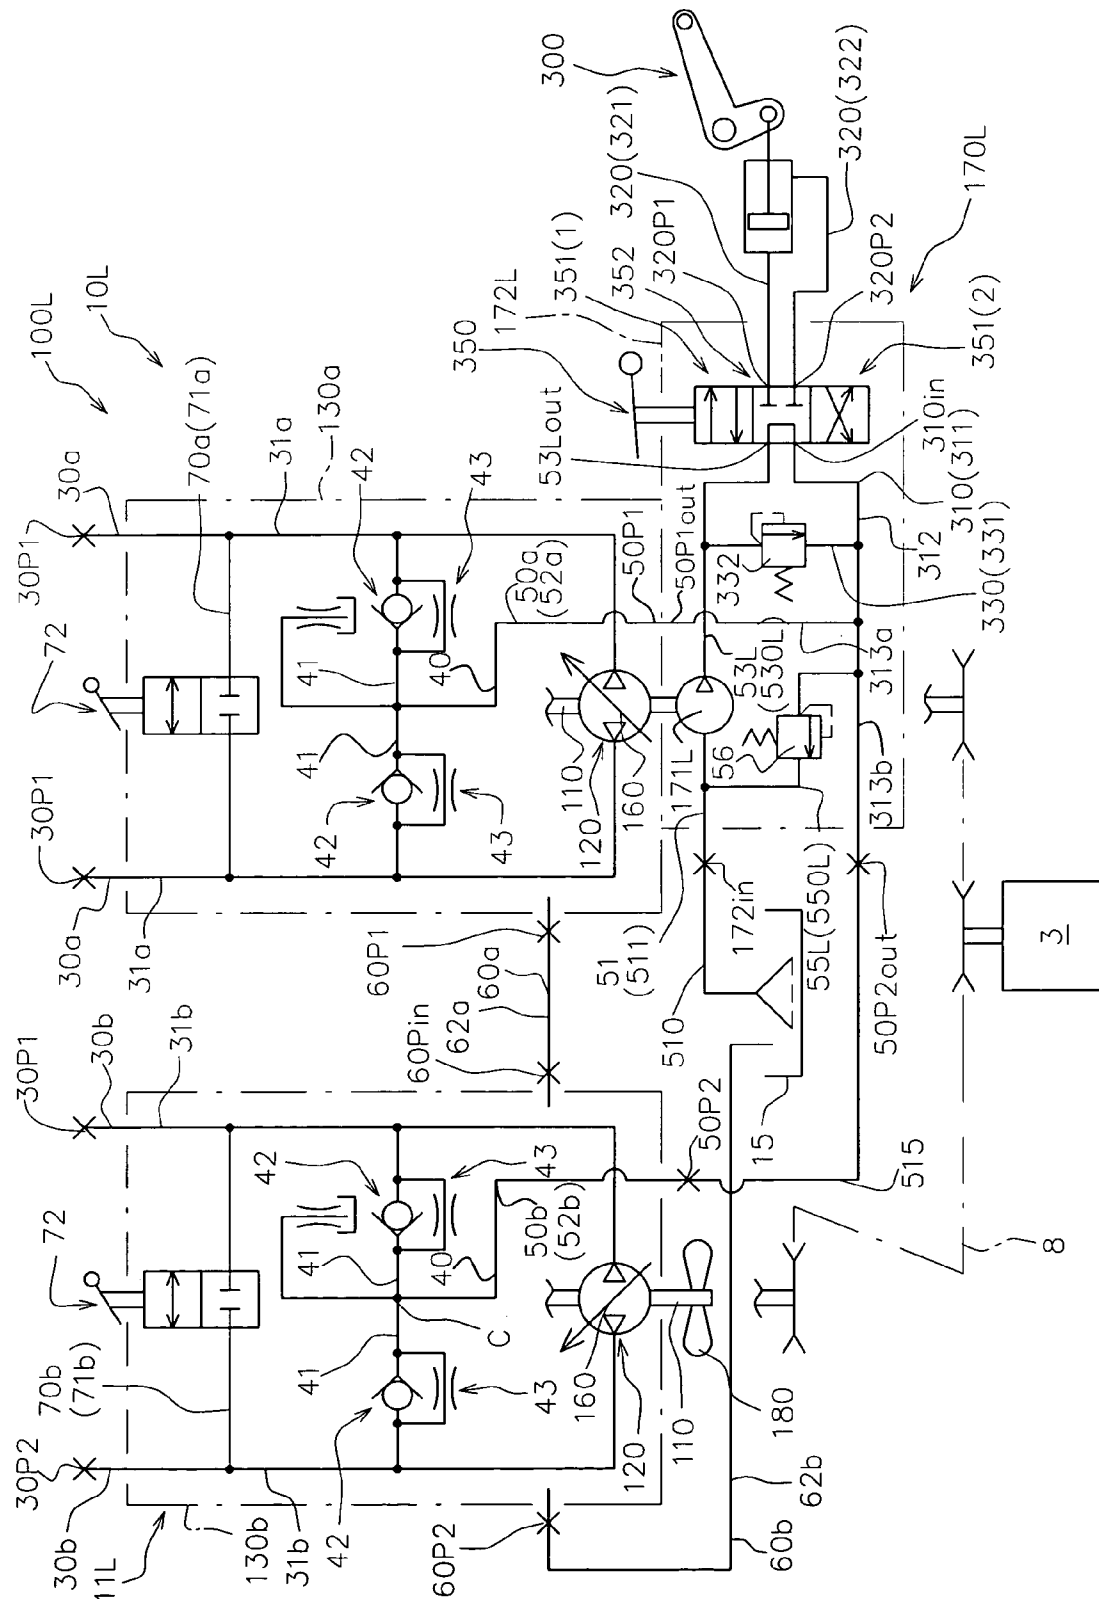 100L
10L
30P1
30a
70a(71a)
31a
130a
42
43
72
41
40
50a
(52a)
50P1
50P1out
350
172L
351(1)
352
320P1
320(321)
300
320(322)
320P2
170L
351(2)
53Lout
310in
310(311)
312
330(331)
332
313a
53L
(530L)
56
313b
171L
110
160
120
43
42
41
30P1
30a
31a
60P1
60a
62a
60Pin
51
(511)
172in
55L(550L)
50P2out
510
15
50P2
515
3
8
30P1
30b
31b
42
43
72
41
40
50b
(52b)
C
41
70b
(71b)
30P2
30b
11L
130b
31b
42
43
160
120
110
180
60P2
60b
62b